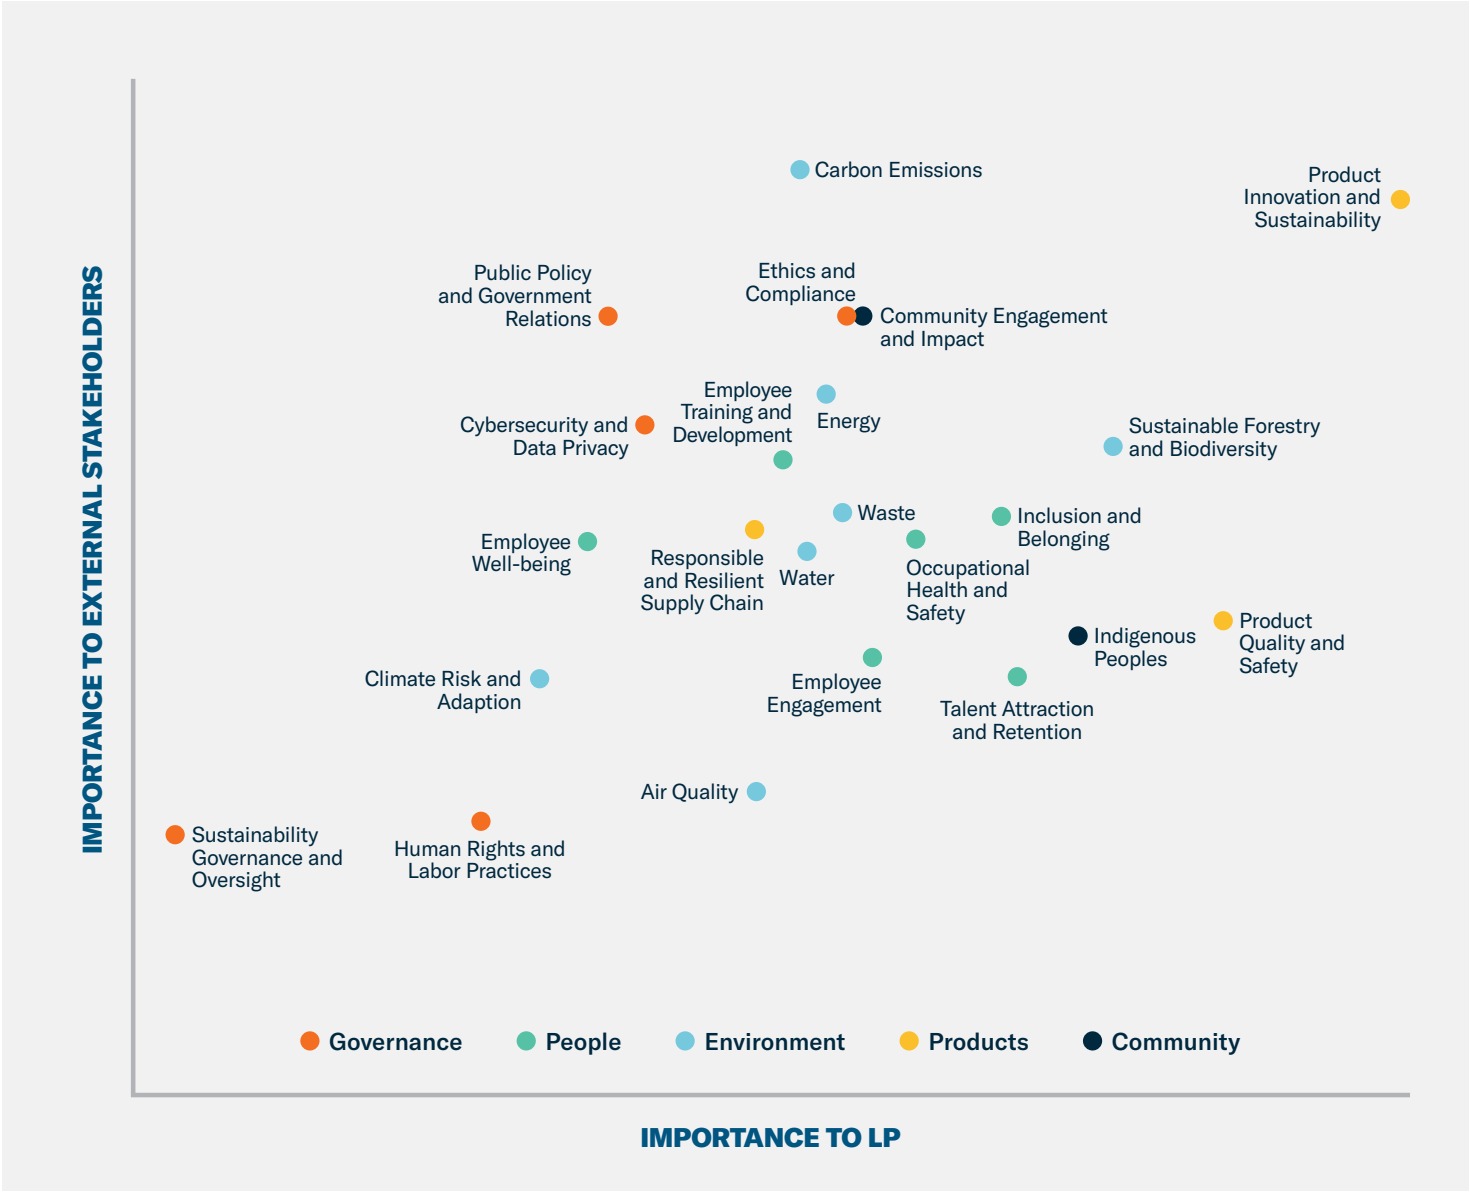 IMPORTANCE TO EXTERNAL STAKEHOLDERS
Carbon Emissions
Product
Innovation and
Sustainability
Public Policy
and Government
Relations
Ethics and
Compliance
Community Engagement
and Impact
Employee
Training and
Development
Energy
Cybersecurity and
Data Privacy
Sustainable Forestry
and Biodiversity
Waste
Inclusion and
Belonging
Employee
Well-being
Responsible
and Resilient
Supply Chain
Water
Occupational
Health and
Safety
Product
Quality and
Safety
Indigenous
Peoples
Climate Risk and
Adaption
Employee
Engagement
Talent Attraction
and Retention
Air Quality
Sustainability
Governance and
Oversight
Human Rights and
Labor Practices
Governance
People
Environment
Products
Community
IMPORTANCE TO LP